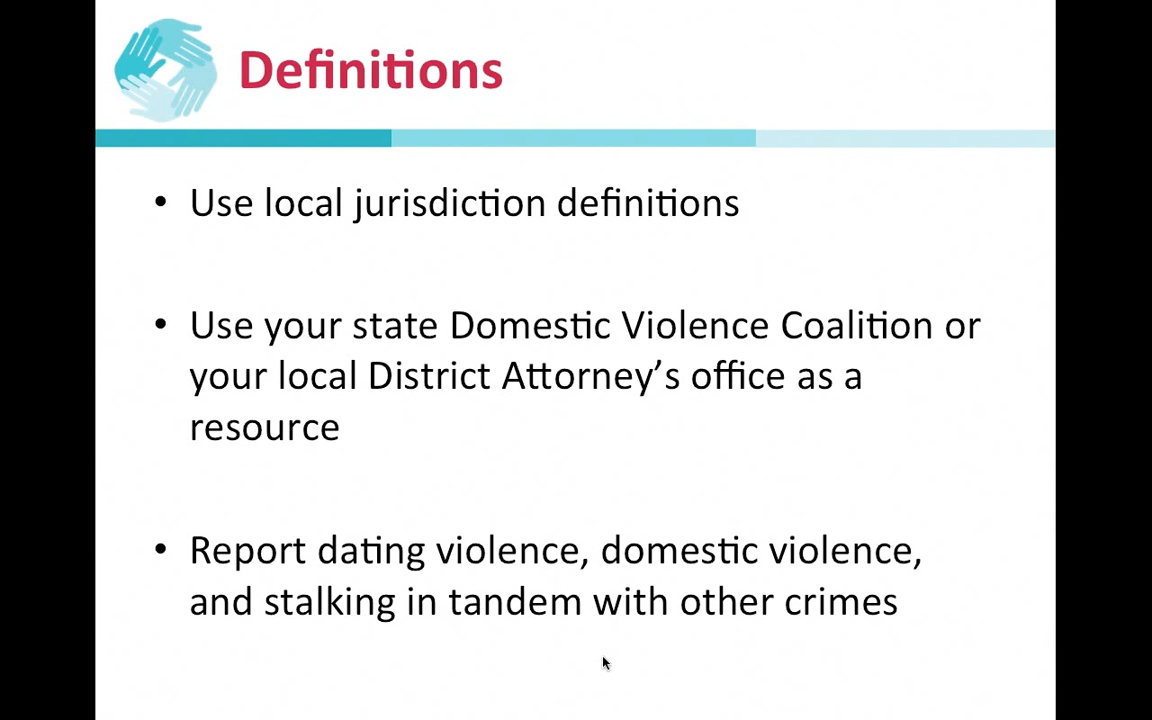 Definitions
• Use local jurisdiction definitions
• Use your state Domestic Violence Coalition or
your local District Attorney’s office as a
resource
• Report dating violence, domestic violence,
and stalking in tandem with other crimes